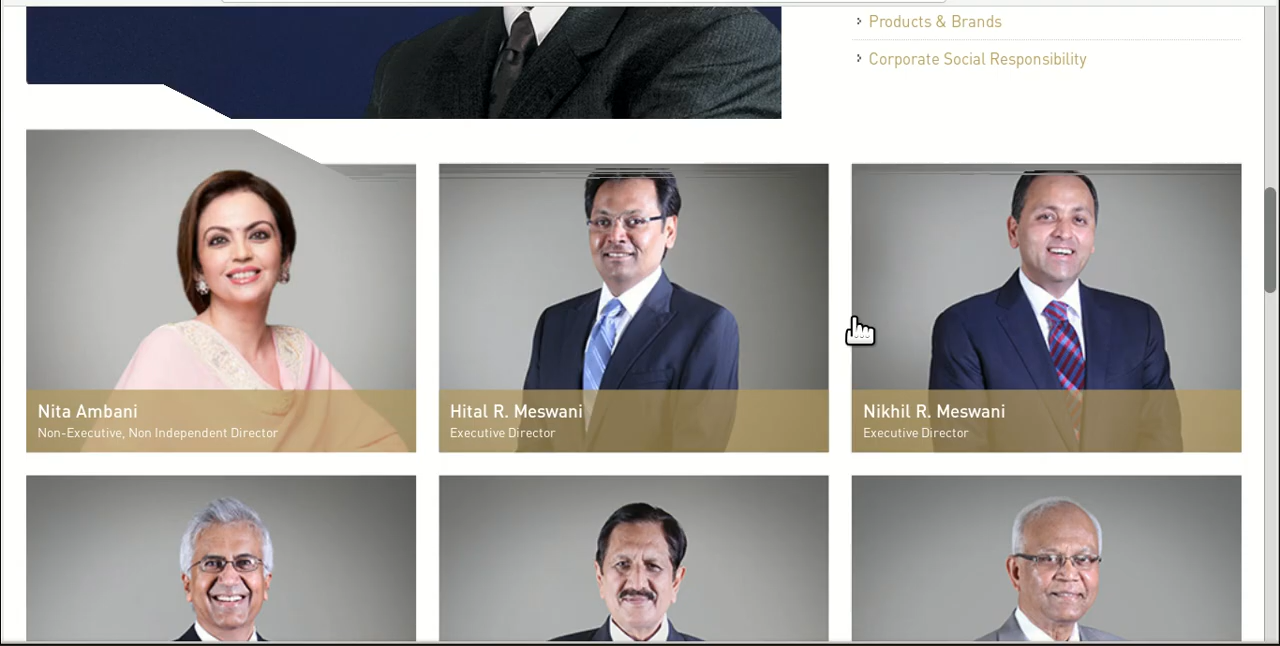 Products & Brands
Corporate Social Responsibility
Nita Ambani
Non-Executive, Non Independent Director
Hital R. Meswani
Executive Director
Nikhil R. Meswani
Executive Director